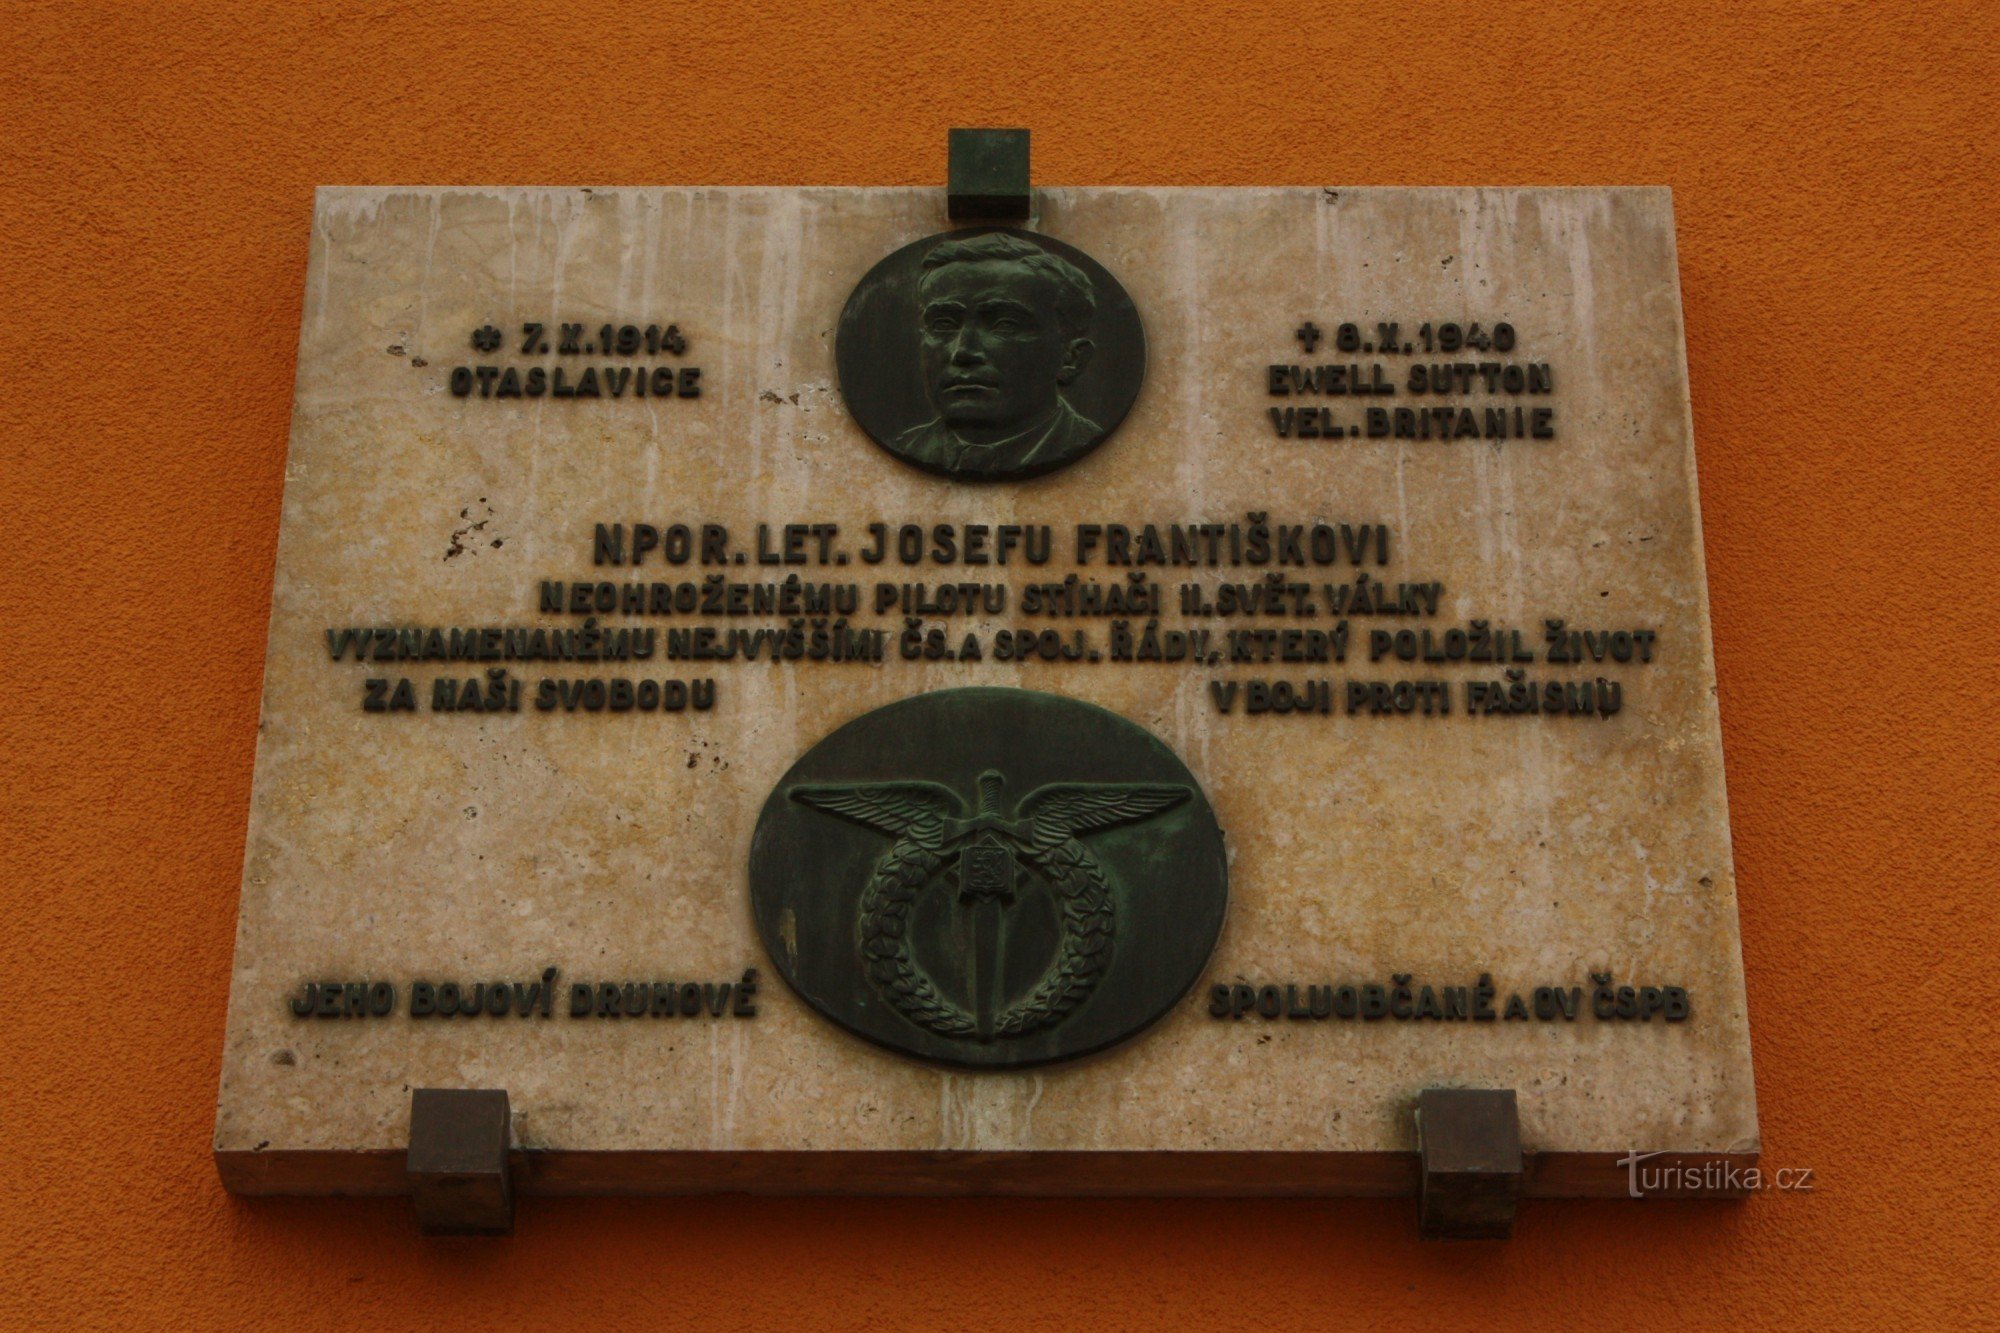 * 7.X.1914
OTASLAVICE
✝ 8.X.1940
EWELL SUTTON
VEL.BRITANIE
NPOR.LET.JOSEFU FRANTIŠKOVI
NEOHROŽENÉMU PILOTU STÍHAČI II.SVĚT.VÁLKY
VYZNAMENANÉMU NEJVYŠŠÍMI ČS.A SPOJ.ŘÁDY,KTERÝ POLOŽIL ŽIVOT
ZA NAŠI SVOBODU V BOJI PROTI FAŠISMU
JEHO BOJOVÍ DRUHOVÉ SPOLUOBČANÉ A OV ČSPB
Turistika.cz